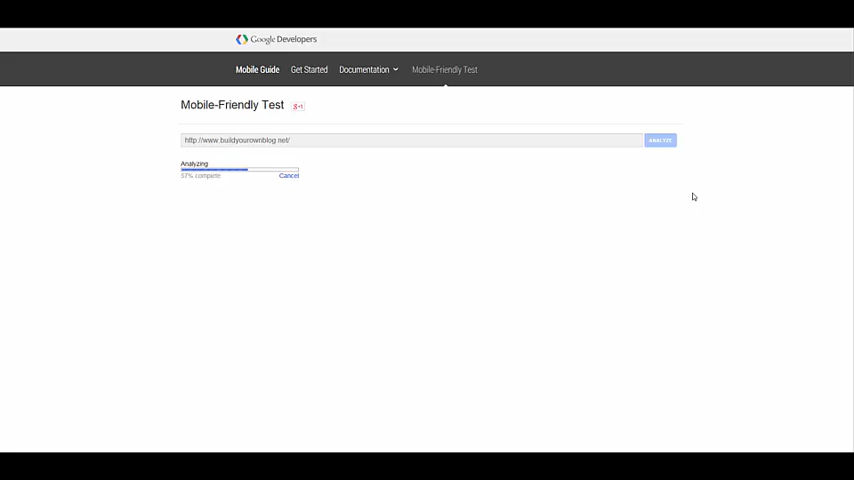 Google Developers
Mobile Guide Get Started Documentation Mobile-Friendly Test
Mobile-Friendly Test g+1
http://www.buildyourownblog.net/ ANALYZE
Analyzing
57% complete Cancel